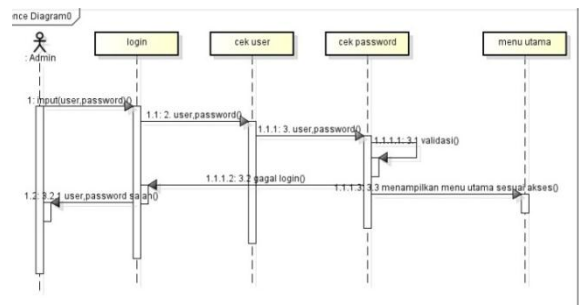 nce Diagram0
: Admin
login
cek user
cek password
menu utama
1: input(user,password)()
1.1: 2. user,password()
1.1.1: 3. user,password()
1.1.1.1: 3.1 validasi()
1.1.1.2: 3.2 gagal login()
1.1.1.3: 3.3 menampilkan menu utama sesuai akses()
1.2: 3.2.1 user,password salah()